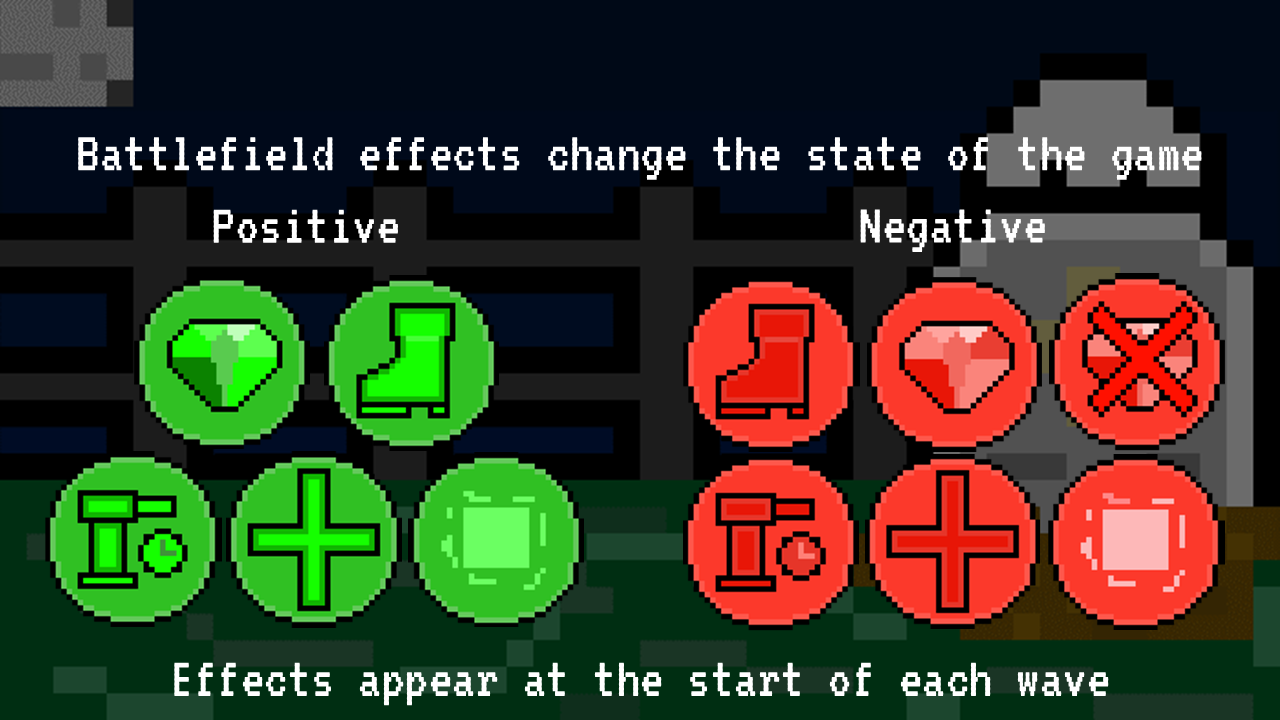 Battlefield effects change the state of the game
Positive
Negative
Effects appear at the start of each wave